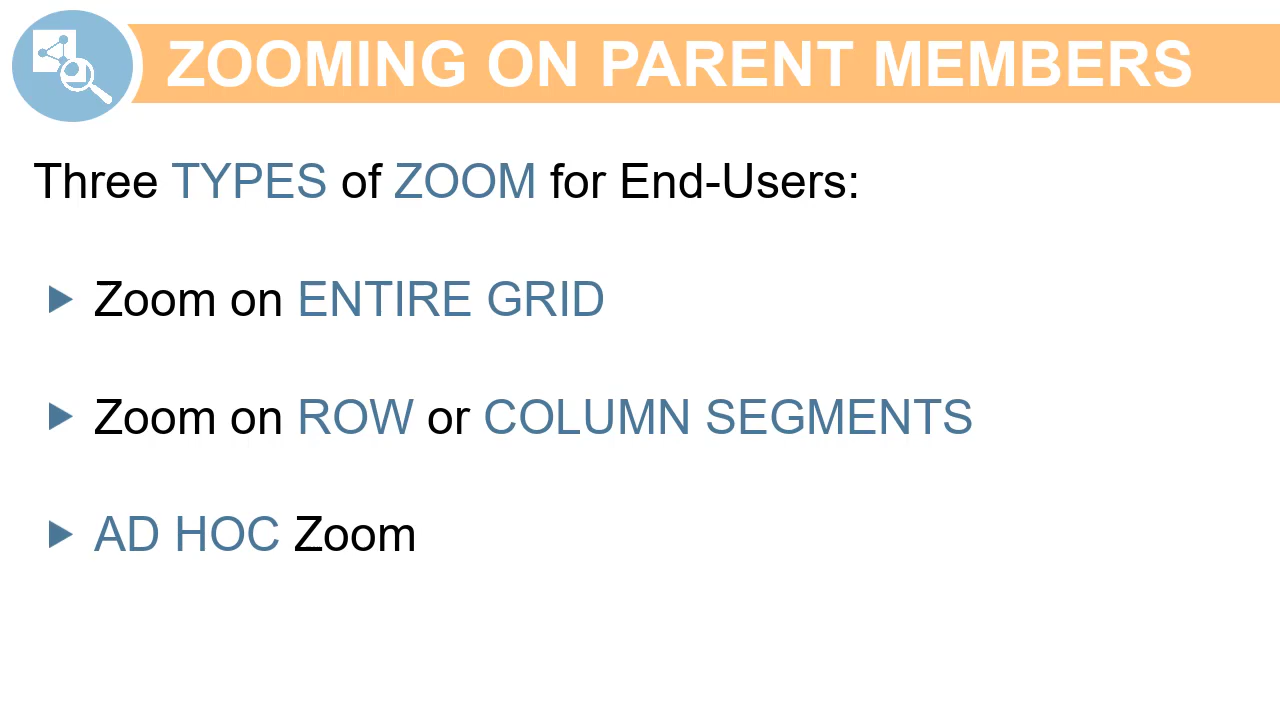 ZOOMING ON PARENT MEMBERS
Three TYPES of ZOOM for End-Users:
Zoom on ENTIRE GRID
Zoom on ROW or COLUMN SEGMENTS
AD HOC Zoom